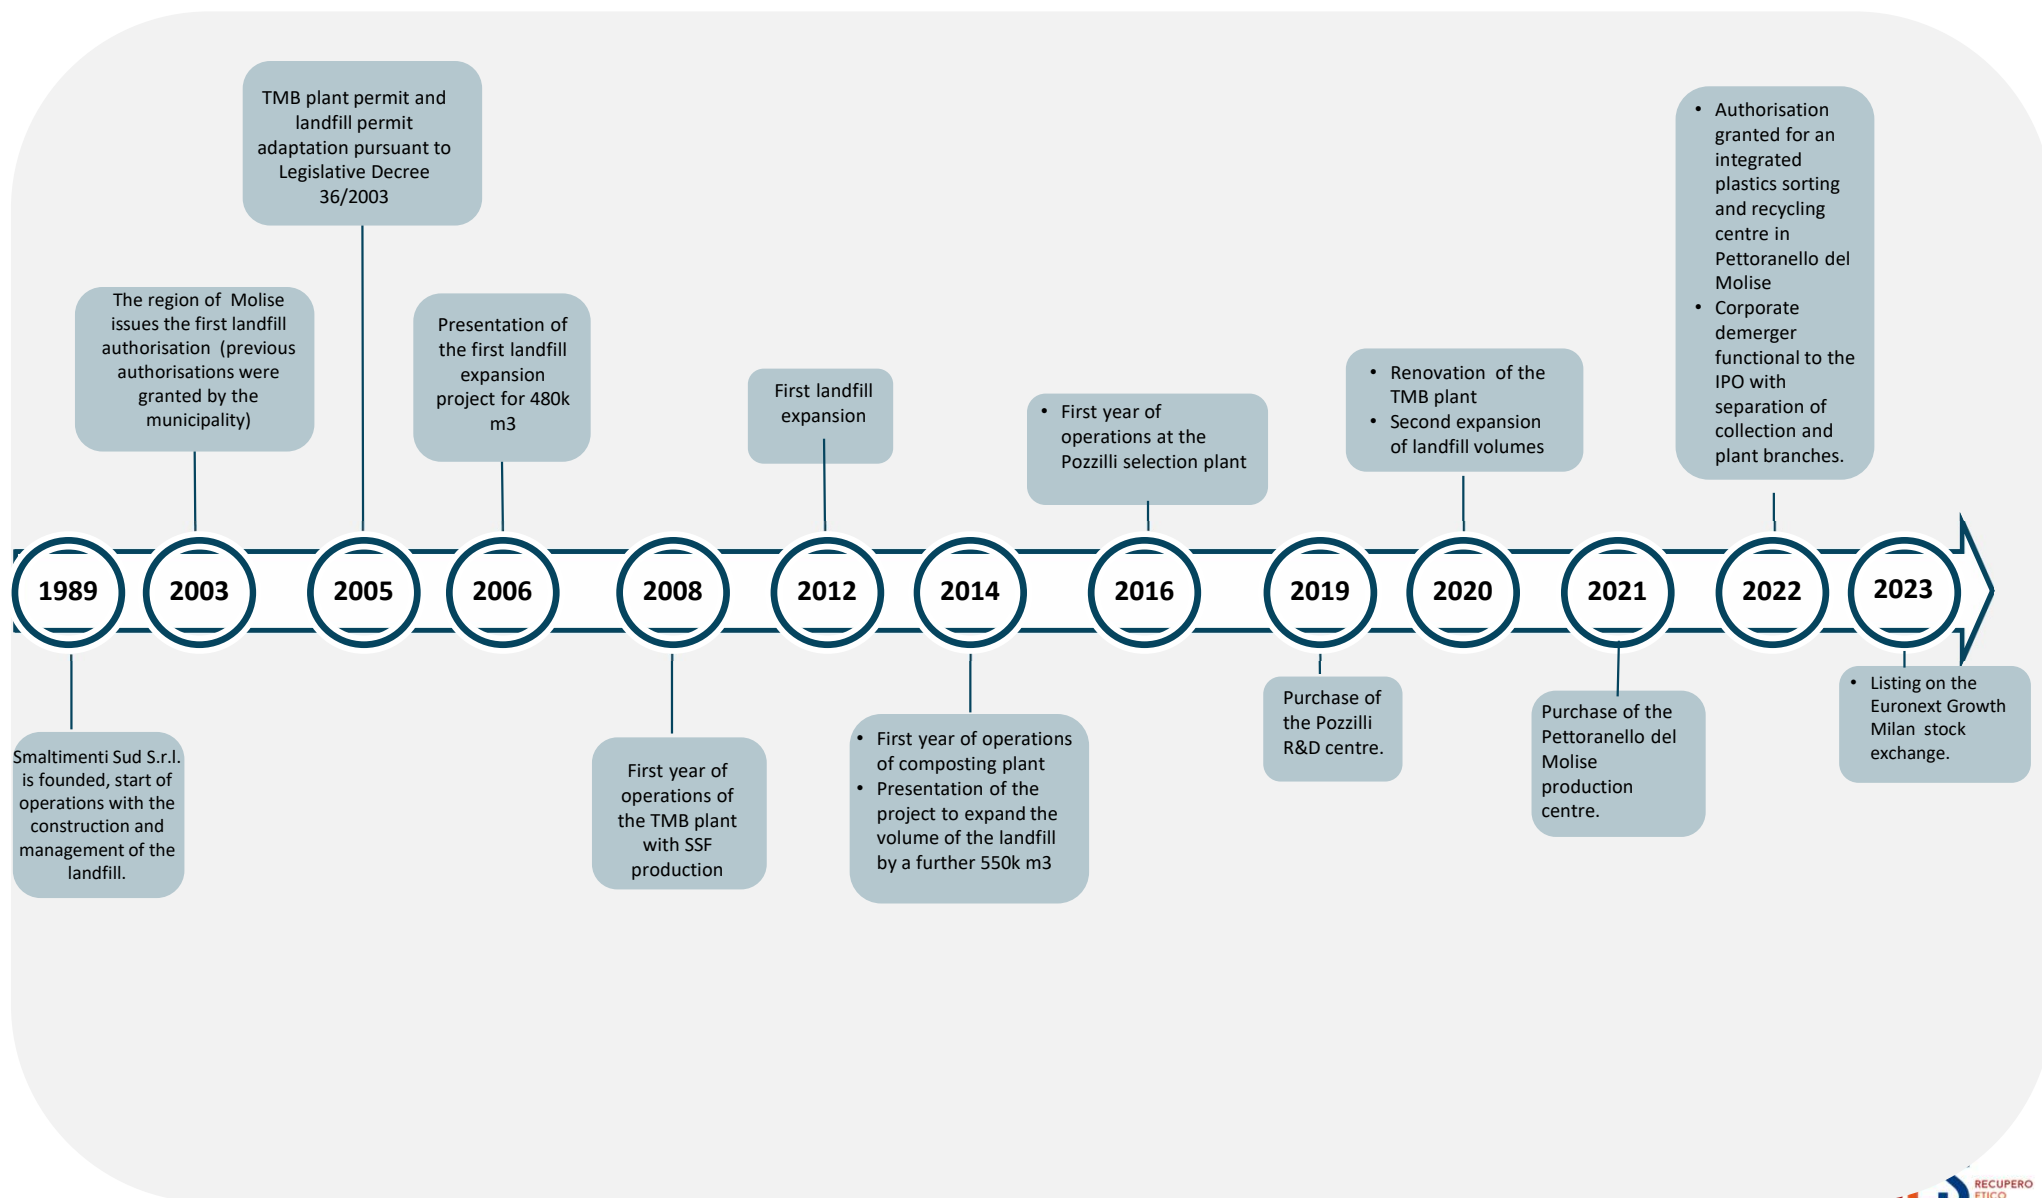 TMB plant permit and
landfill permit
adaptation pursuant to
Legislative Decree
36/2003
• Authorisation
granted for an
integrated
plastics sorting
and recycling
centre in
Pettoranello del
Molise
• Corporate
demerger
functional to the
IPO with
separation of
collection and
plant branches.
The region of Molise
issues the first landfill
authorisation (previous
authorisations were
granted by the
municipality)
Presentation of
the first landfill
expansion
project for 480k
m3
First landfill
expansion
• First year of
operations at the
Pozzilli selection plant
• Renovation of the
TMB plant
• Second expansion
of landfill volumes
1989 2003 2005 2006 2008 2012 2014 2016 2019 2020 2021 2022 2023
Smaltimenti Sud S.r.l.
is founded, start of
operations with the
construction and
management of the
landfill.
First year of
operations of
the TMB plant
with SSF
production
• First year of operations
of composting plant
• Presentation of the
project to expand the
volume of the landfill
by a further 550k m3
Purchase of
the Pozzilli
R&D centre.
Purchase of the
Pettoranello del
Molise
production
centre.
• Listing on the
Euronext Growth
Milan stock
exchange.
RECUPERO
ETICO